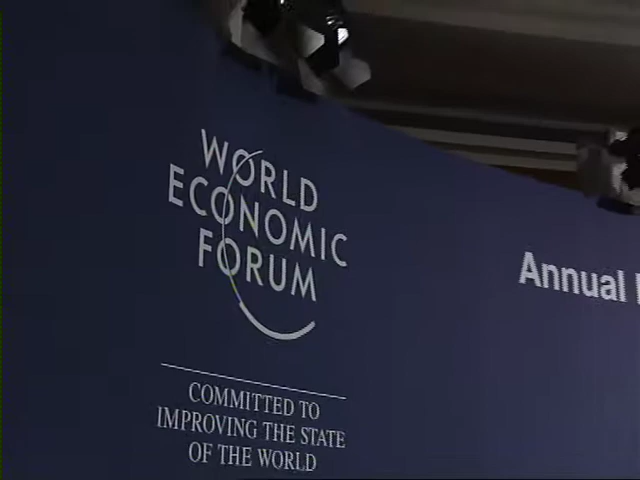 WORLD
ECONOMIC
FORUM
COMMITTED TO
IMPROVING THE STATE
OF THE WORLD
Annual